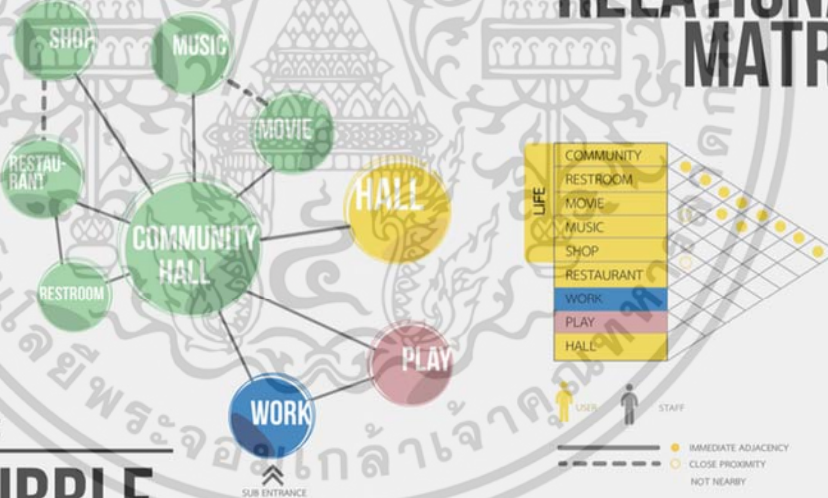 SHOP
MUSIC
RELATION
MATR
MOVIE
RESTAU-
RANT
HALL
COMMUNITY
HALL
RESTROOM
PLAY
WORK
SUB ENTRANCE
LIFE
COMMUNITY
RESTROOM
MOVIE
MUSIC
SHOP
RESTAURANT
WORK
PLAY
HALL
USER
STAFF
IMMEDIATE ADJACENCY
CLOSE PROXIMITY
NOT NEARBY